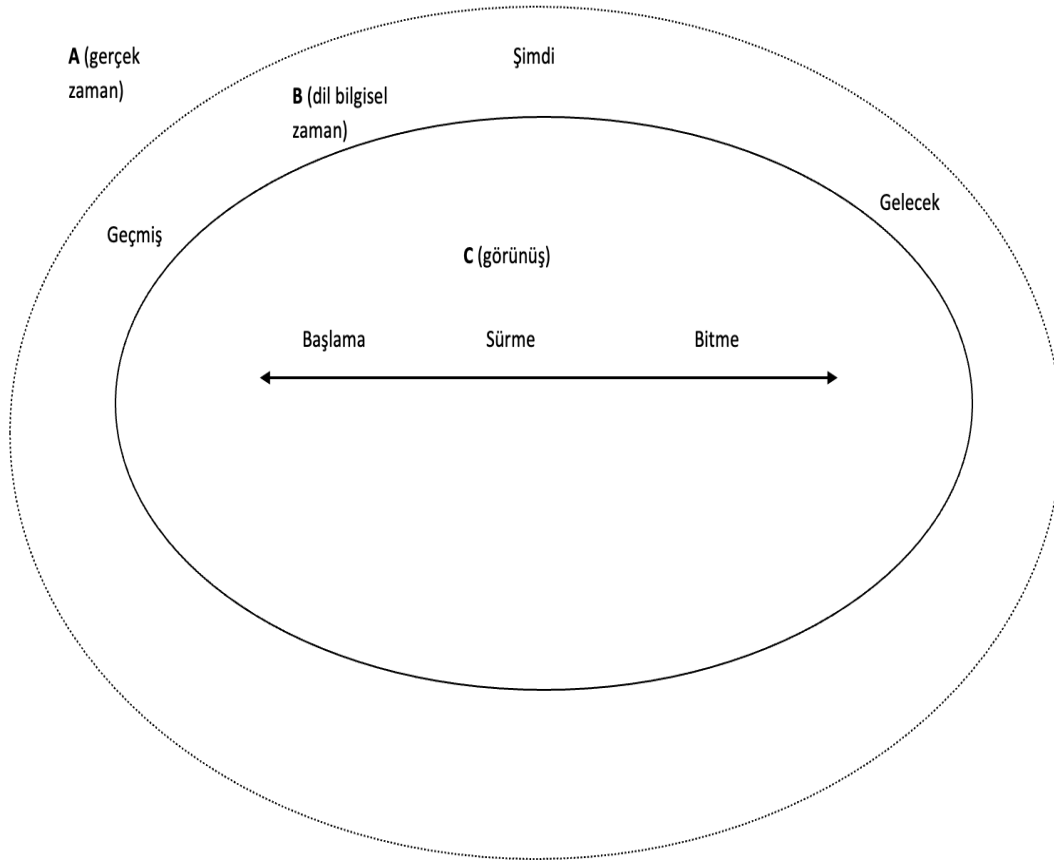 A (gerçek
zaman)
Şimdi
B (dil bilgisel
zaman)
Gelecek
Geçmiş
C (görünüş)
Başlama Sürme Bitme